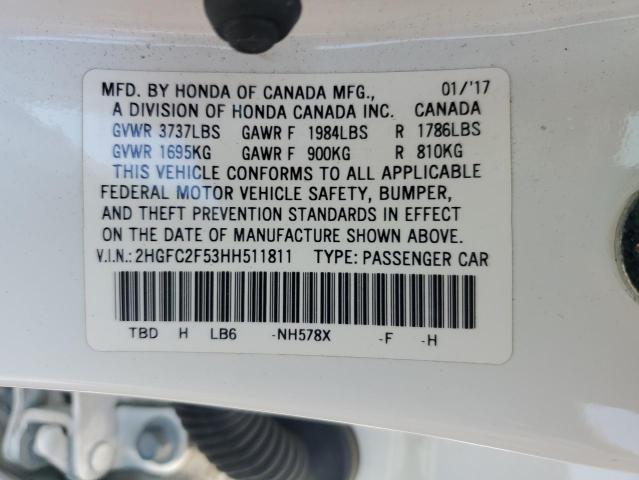 MFD. BY HONDA OF CANADA MFG., 01/'17
A DIVISION OF HONDA CANADA INC. CANADA
GVWR 3737LBS GAWR F 1984LBS R 1786LBS
GVWR 1695KG GAWR F 900KG R 810KG
THIS VEHICLE CONFORMS TO ALL APPLICABLE
FEDERAL MOTOR VEHICLE SAFETY, BUMPER,
AND THEFT PREVENTION STANDARDS IN EFFECT
ON THE DATE OF MANUFACTURE SHOWN ABOVE.
V.I.N.: 2HGFC2F53HH511811 TYPE: PASSENGER CAR
TBD H LB6 -NH578X -F -H